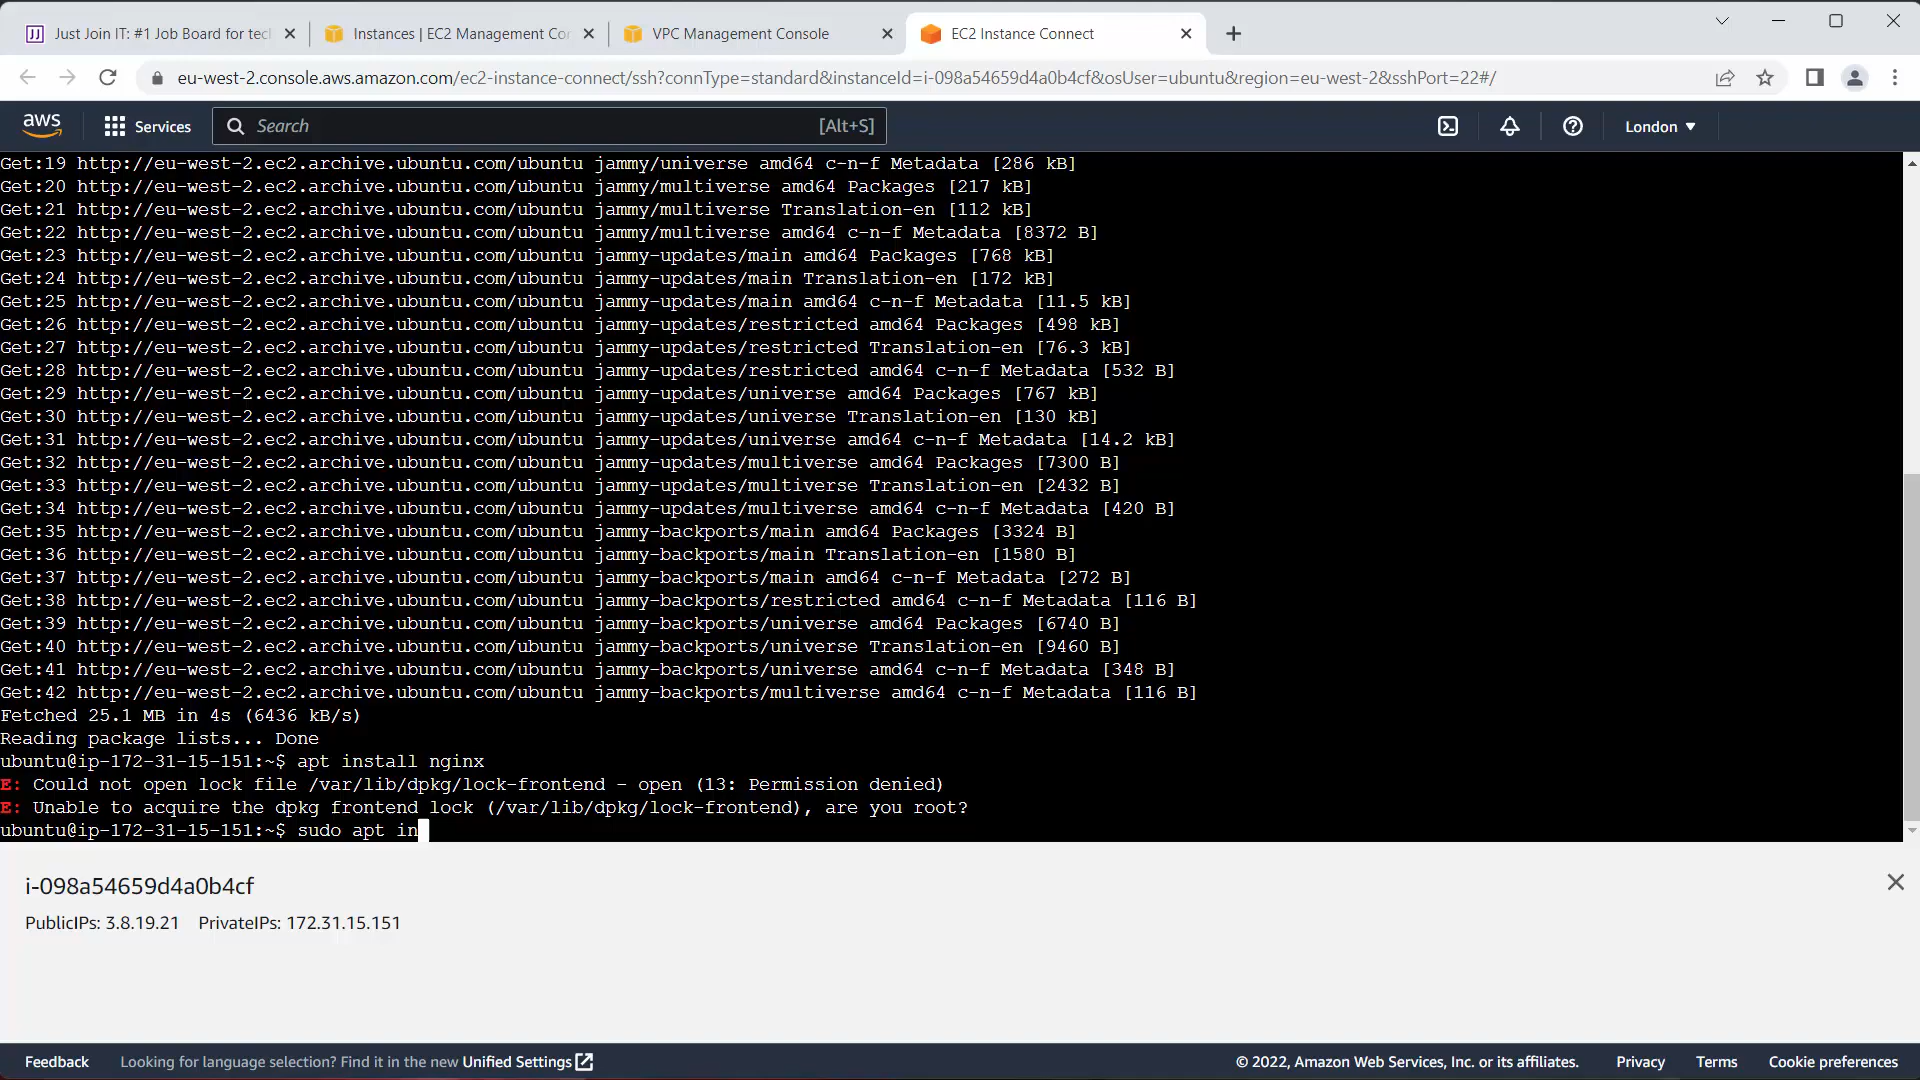 Just Join IT: #1 Job Board for tec
Instances | EC2 Management Co
VPC Management Console
EC2 Instance Connect
eu-west-2.console.aws.amazon.com/ec2-instance-connect/ssh?connType=standard&instanceId=i-098a54659d4a0b4cf&osUser=ubuntu&region=eu-west-2&sshPort=22#/
aws Services Search [Alt+S] London
Get:19 http://eu-west-2.ec2.archive.ubuntu.com/ubuntu jammy/universe amd64 c-n-f Metadata [286 kB]
Get:20 http://eu-west-2.ec2.archive.ubuntu.com/ubuntu jammy/multiverse amd64 Packages [217 kB]
Get:21 http://eu-west-2.ec2.archive.ubuntu.com/ubuntu jammy/multiverse Translation-en [112 kB]
Get:22 http://eu-west-2.ec2.archive.ubuntu.com/ubuntu jammy/multiverse amd64 c-n-f Metadata [8372 B]
Get:23 http://eu-west-2.ec2.archive.ubuntu.com/ubuntu jammy-updates/main amd64 Packages [768 kB]
Get:24 http://eu-west-2.ec2.archive.ubuntu.com/ubuntu jammy-updates/main Translation-en [172 kB]
Get:25 http://eu-west-2.ec2.archive.ubuntu.com/ubuntu jammy-updates/main amd64 c-n-f Metadata [11.5 kB]
Get:26 http://eu-west-2.ec2.archive.ubuntu.com/ubuntu jammy-updates/restricted amd64 Packages [498 kB]
Get:27 http://eu-west-2.ec2.archive.ubuntu.com/ubuntu jammy-updates/restricted Translation-en [76.3 kB]
Get:28 http://eu-west-2.ec2.archive.ubuntu.com/ubuntu jammy-updates/restricted amd64 c-n-f Metadata [532 B]
Get:29 http://eu-west-2.ec2.archive.ubuntu.com/ubuntu jammy-updates/universe amd64 Packages [767 kB]
Get:30 http://eu-west-2.ec2.archive.ubuntu.com/ubuntu jammy-updates/universe Translation-en [130 kB]
Get:31 http://eu-west-2.ec2.archive.ubuntu.com/ubuntu jammy-updates/universe amd64 c-n-f Metadata [14.2 kB]
Get:32 http://eu-west-2.ec2.archive.ubuntu.com/ubuntu jammy-updates/multiverse amd64 Packages [7300 B]
Get:33 http://eu-west-2.ec2.archive.ubuntu.com/ubuntu jammy-updates/multiverse Translation-en [2432 B]
Get:34 http://eu-west-2.ec2.archive.ubuntu.com/ubuntu jammy-updates/multiverse amd64 c-n-f Metadata [420 B]
Get:35 http://eu-west-2.ec2.archive.ubuntu.com/ubuntu jammy-backports/main amd64 Packages [3324 B]
Get:36 http://eu-west-2.ec2.archive.ubuntu.com/ubuntu jammy-backports/main Translation-en [1580 B]
Get:37 http://eu-west-2.ec2.archive.ubuntu.com/ubuntu jammy-backports/main amd64 c-n-f Metadata [272 B]
Get:38 http://eu-west-2.ec2.archive.ubuntu.com/ubuntu jammy-backports/restricted amd64 c-n-f Metadata [116 B]
Get:39 http://eu-west-2.ec2.archive.ubuntu.com/ubuntu jammy-backports/universe amd64 Packages [6740 B]
Get:40 http://eu-west-2.ec2.archive.ubuntu.com/ubuntu jammy-backports/universe Translation-en [9460 B]
Get:41 http://eu-west-2.ec2.archive.ubuntu.com/ubuntu jammy-backports/universe amd64 c-n-f Metadata [348 B]
Get:42 http://eu-west-2.ec2.archive.ubuntu.com/ubuntu jammy-backports/multiverse amd64 c-n-f Metadata [116 B]
Fetched 25.1 MB in 4s (6436 kB/s)
Reading package lists... Done
ubuntu@ip-172-31-15-151:~$ apt install nginx
E: Could not open lock file /var/lib/dpkg/lock-frontend - open (13: Permission denied)
E: Unable to acquire the dpkg frontend lock (/var/lib/dpkg/lock-frontend), are you root?
ubuntu@ip-172-31-15-151:~$ sudo apt in
i-098a54659d4a0b4cf
PublicIPs: 3.8.19.21 PrivateIPs: 172.31.15.151
Feedback Looking for language selection? Find it in the new Unified Settings © 2022, Amazon Web Services, Inc. or its affiliates. Privacy Terms Cookie preferences